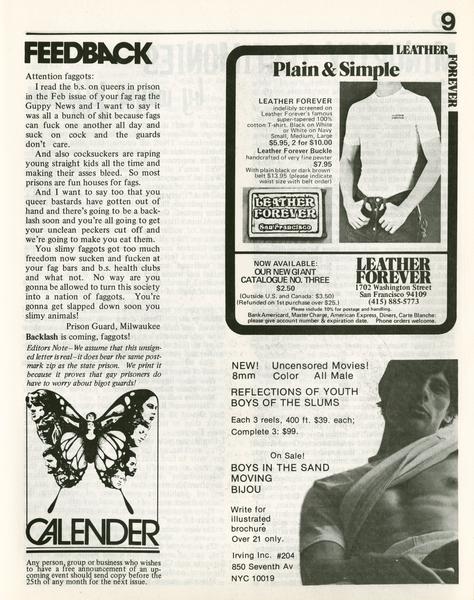 9
FEEDBACK
Attention faggots:
I read the b.s. on queers in prison
in the Feb issue of your fag rag the
Guppy News and I want to say it
was all a bunch of shit because fags
can fuck one another all day and
suck on cock and the guards
don't care.
And also cocksuckers are raping
young straight kids all the time and
making their asses bleed. So most
prisons are fun houses for fags.
And I want to say too that you
queer bastards have gotten out of
hand and there's going to be a back-
lash soon and you're all going to get
your unclean peckers cut off and
we're going to make you eat them.
You slimy faggots got too much
freedom now sucken and fucken at
your fag bars and b.s. health clubs
and what not. No way are you
gonna be allowed to turn this society
into a nation of faggots. You're
gonna get slapped down soon you
slimy animals!
Prison Guard, Milwaukee
Backlash is coming, faggots!
Editors Note—We assume that this unsign-
ed letter is real—it does bear the same post-
mark zip as the state prison. We print it
because it proves that gay prisoners do
have to worry about bigot guards!
CALENDER
Any person, group or business who wishes
to have a free announcement of an up-
coming event should send copy before the
25th of any month for the next issue.
LEATHER
FOREVER
Plain & Simple
LEATHER FOREVER
indelibly screened on
Leather Forever's famous
super-tapered 100%
cotton T-shirt. Black on White
or White on Navy
Small, Medium, Large
$5.95, 2 for $10.00
Leather Forever Buckle
handcrafted of very fine pewter
$7.95
With plain black or dark brown
belt $13.95 (please indicate
waist size with belt order)
LEATHER
FOREVER
San Francisco
NOW AVAILABLE:
OUR NEW GIANT
CATALOGUE NO. THREE
$2.50
(Outside U.S. and Canada: $3.50)
(Refunded on 1st purchase over $25.)
LEATHER
FOREVER
1702 Washington Street
San Francisco 94109
(415) 885-5773
Please include 10% for postage and handling.
BankAmericard, Master Charge, American Express, Diners, Carte Blanche:
please give account number & expiration date. Phone orders welcome.
NEW! Uncensored Movies!
8mm Color All Male
REFLECTIONS OF YOUTH
BOYS OF THE SLUMS
Each 3 reels, 400 ft. $39. each;
Complete 3: $99.
On Sale!
BOYS IN THE SAND
MOVING
BIJOU
Write for
illustrated
brochure
Over 21 only.
Irving Inc. #204
850 Seventh Av
NYC 10019